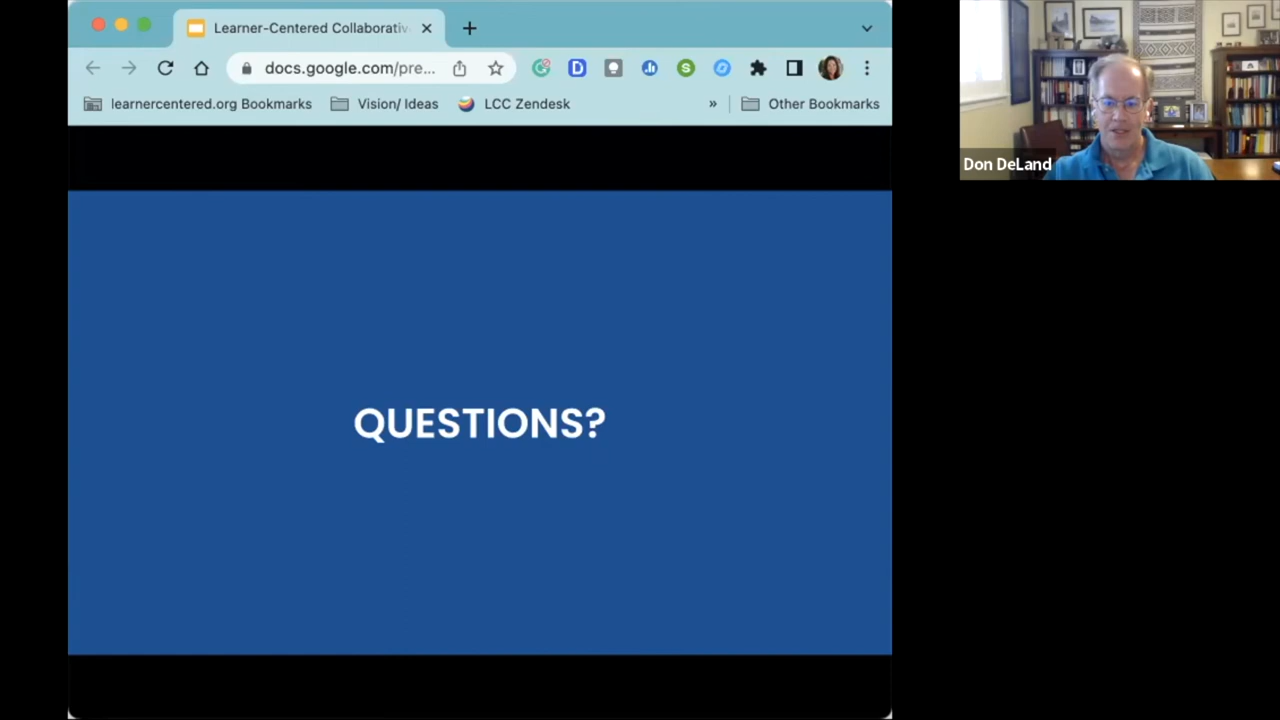 Learner-Centered Collaborativ
docs.google.com/pre...
learnercentered.org Bookmarks
Vision/ Ideas
LCC Zendesk
»
Other Bookmarks
Don DeLand
QUESTIONS?